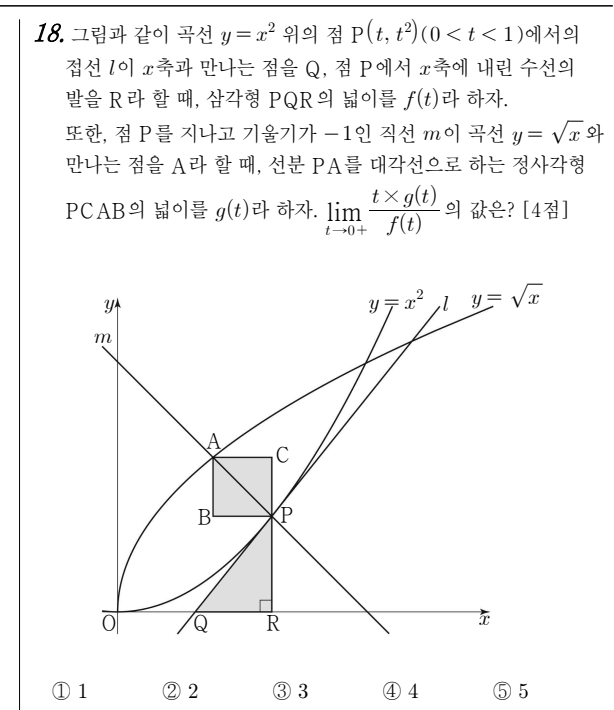 18. 그림과 같이 곡선 y=x² 위의 점 P(t, t²)(0<t<1)에서의
접선 l이 x축과 만나는 점을 Q, 점 P에서 x축에 내린 수선의
발을 R라 할 때, 삼각형 PQR의 넓이를 f(t)라 하자.
또한, 점 P를 지나고 기울기가 −1인 직선 m이 곡선 y=√x와
만나는 점을 A라 할 때, 선분 PA를 대각선으로 하는 정사각형
PCAB의 넓이를 g(t)라 하자. lim_{t→0+} (t×g(t))/f(t) 의 값은? [4점]
y y=x² l y=√x
m
A
C
B P
O Q R x
① 1 ② 2 ③ 3 ④ 4 ⑤ 5